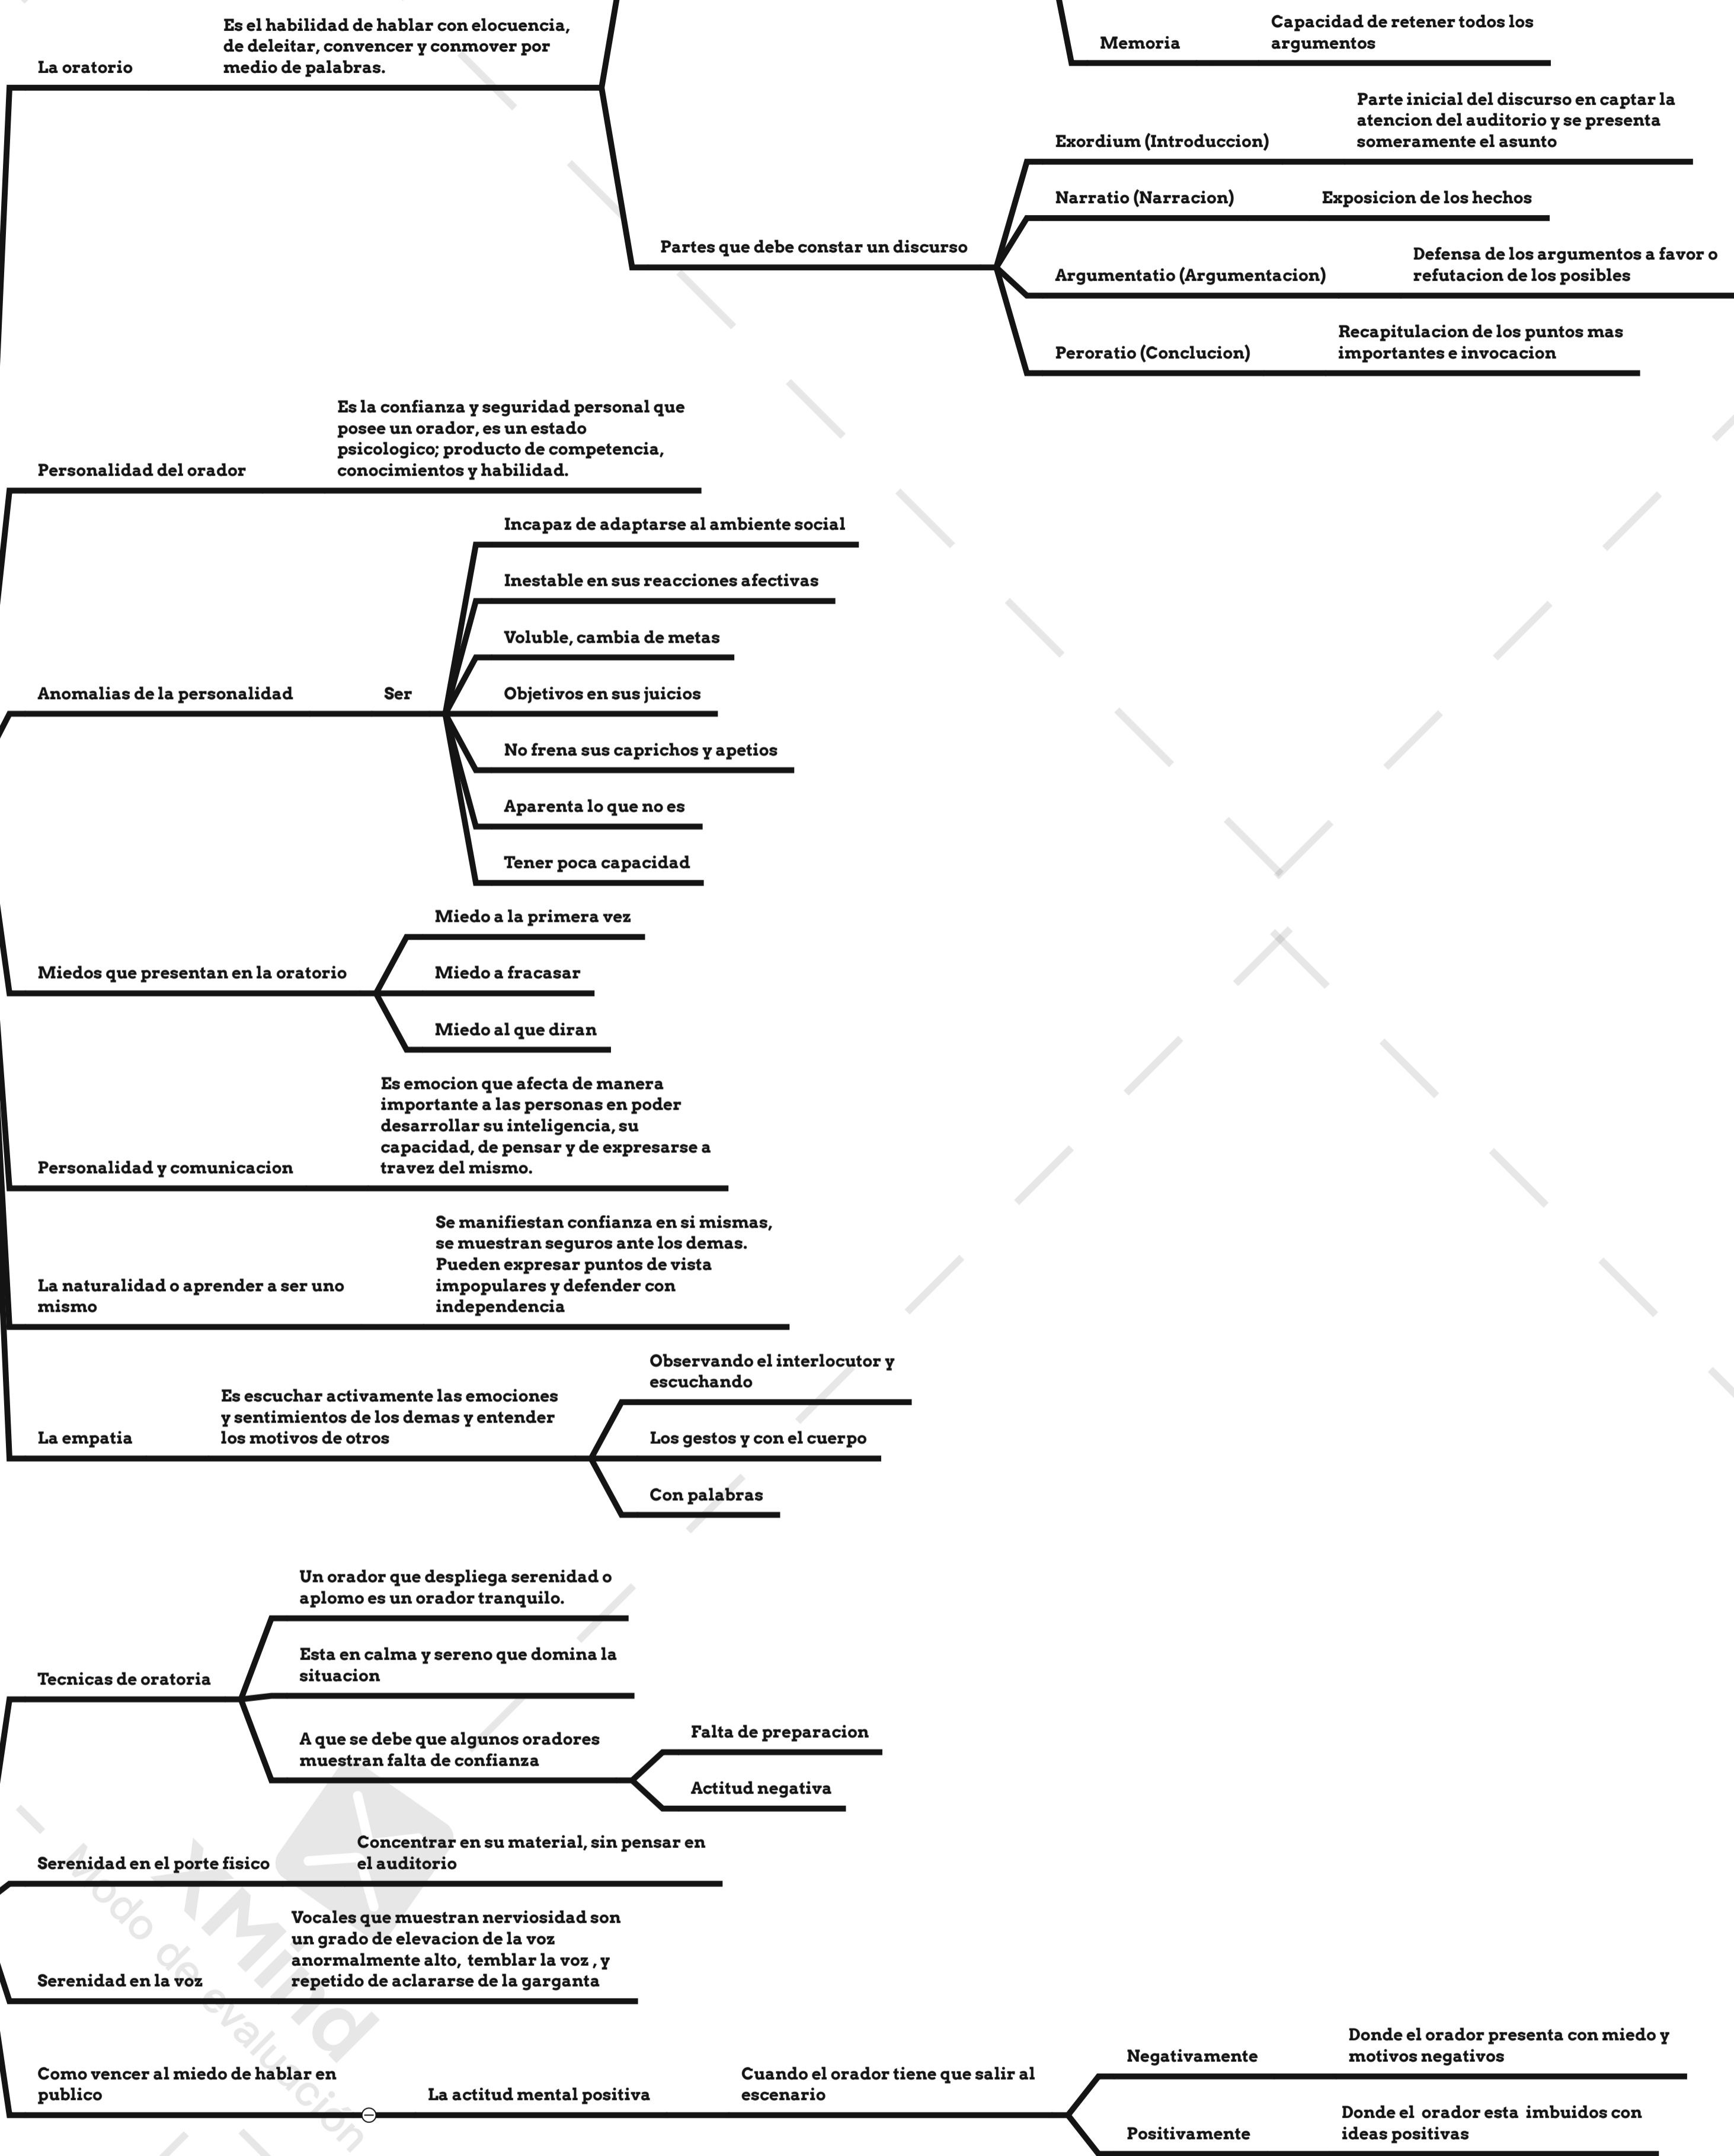 La oratorio
Es el habilidad de hablar con elocuencia,
de deleitar, convencer y conmover por
medio de palabras.
Memoria
Capacidad de retener todos los
argumentos
Partes que debe constar un discurso
Exordium (Introduccion)
Parte inicial del discurso en captar la
atencion del auditorio y se presenta
someramente el asunto
Narratio (Narracion)
Exposicion de los hechos
Argumentatio (Argumentacion)
Defensa de los argumentos a favor o
refutacion de los posibles
Peroratio (Conclucion)
Recapitulacion de los puntos mas
importantes e invocacion
Personalidad del orador
Es la confianza y seguridad personal que
posee un orador, es un estado
psicologico; producto de competencia,
conocimientos y habilidad.
Anomalias de la personalidad
Ser
Incapaz de adaptarse al ambiente social
Inestable en sus reacciones afectivas
Voluble, cambia de metas
Objetivos en sus juicios
No frena sus caprichos y apetios
Aparenta lo que no es
Tener poca capacidad
Miedos que presentan en la oratorio
Miedo a la primera vez
Miedo a fracasar
Miedo al que diran
Personalidad y comunicacion
Es emocion que afecta de manera
importante a las personas en poder
desarrollar su inteligencia, su
capacidad, de pensar y de expresarse a
travez del mismo.
La naturalidad o aprender a ser uno
mismo
Se manifiestan confianza en si mismas,
se muestran seguros ante los demas.
Pueden expresar puntos de vista
impopulares y defender con
independencia
La empatia
Es escuchar activamente las emociones
y sentimientos de los demas y entender
los motivos de otros
Observando el interlocutor y
escuchando
Los gestos y con el cuerpo
Con palabras
Tecnicas de oratoria
Un orador que despliega serenidad o
aplomo es un orador tranquilo.
Esta en calma y sereno que domina la
situacion
A que se debe que algunos oradores
muestran falta de confianza
Falta de preparacion
Actitud negativa
Serenidad en el porte fisico
Concentrar en su material, sin pensar en
el auditorio
Serenidad en la voz
Vocales que muestran nerviosidad son
un grado de elevacion de la voz
anormalmente alto,  temblar la voz , y
repetido de aclararse de la garganta
Como vencer al miedo de hablar en
publico
La actitud mental positiva
Cuando el orador tiene que salir al
escenario
Negativamente
Donde el orador presenta con miedo y
motivos negativos
Positivamente
Donde el  orador esta  imbuidos con
ideas positivas
XMind
Modo de evaluación